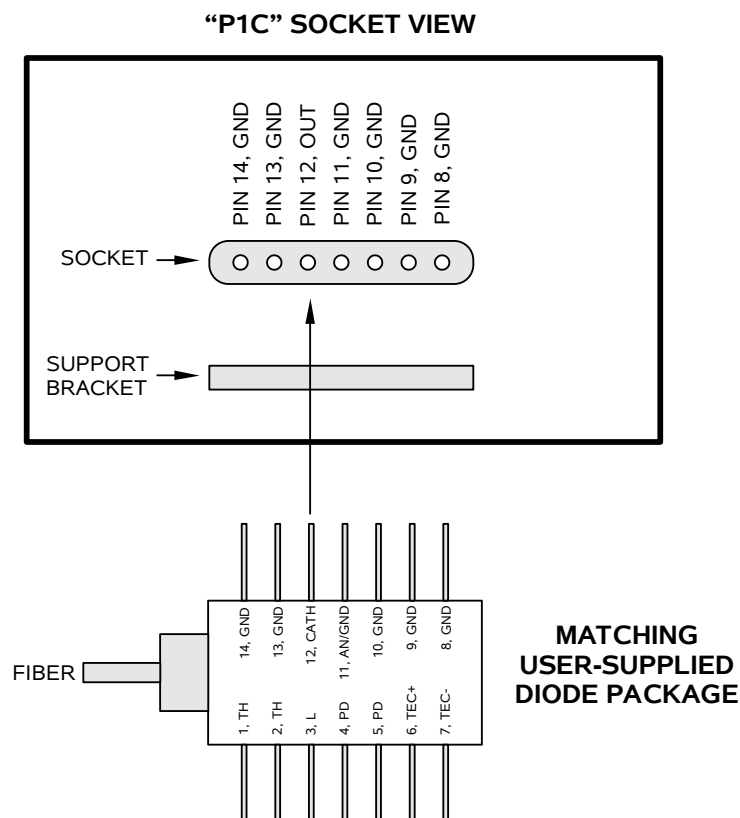 “P1C” SOCKET VIEW
PIN 14, GND
PIN 13, GND
PIN 12, OUT
PIN 11, GND
PIN 10, GND
PIN 9, GND
PIN 8, GND
SOCKET
SUPPORT
BRACKET
14, GND
13, GND
12, CATH
11, AN/GND
10, GND
9, GND
8, GND
FIBER
1, TH
2, TH
3, L
4, PD
5, PD
6, TEC+
7, TEC-
MATCHING
USER-SUPPLIED
DIODE PACKAGE